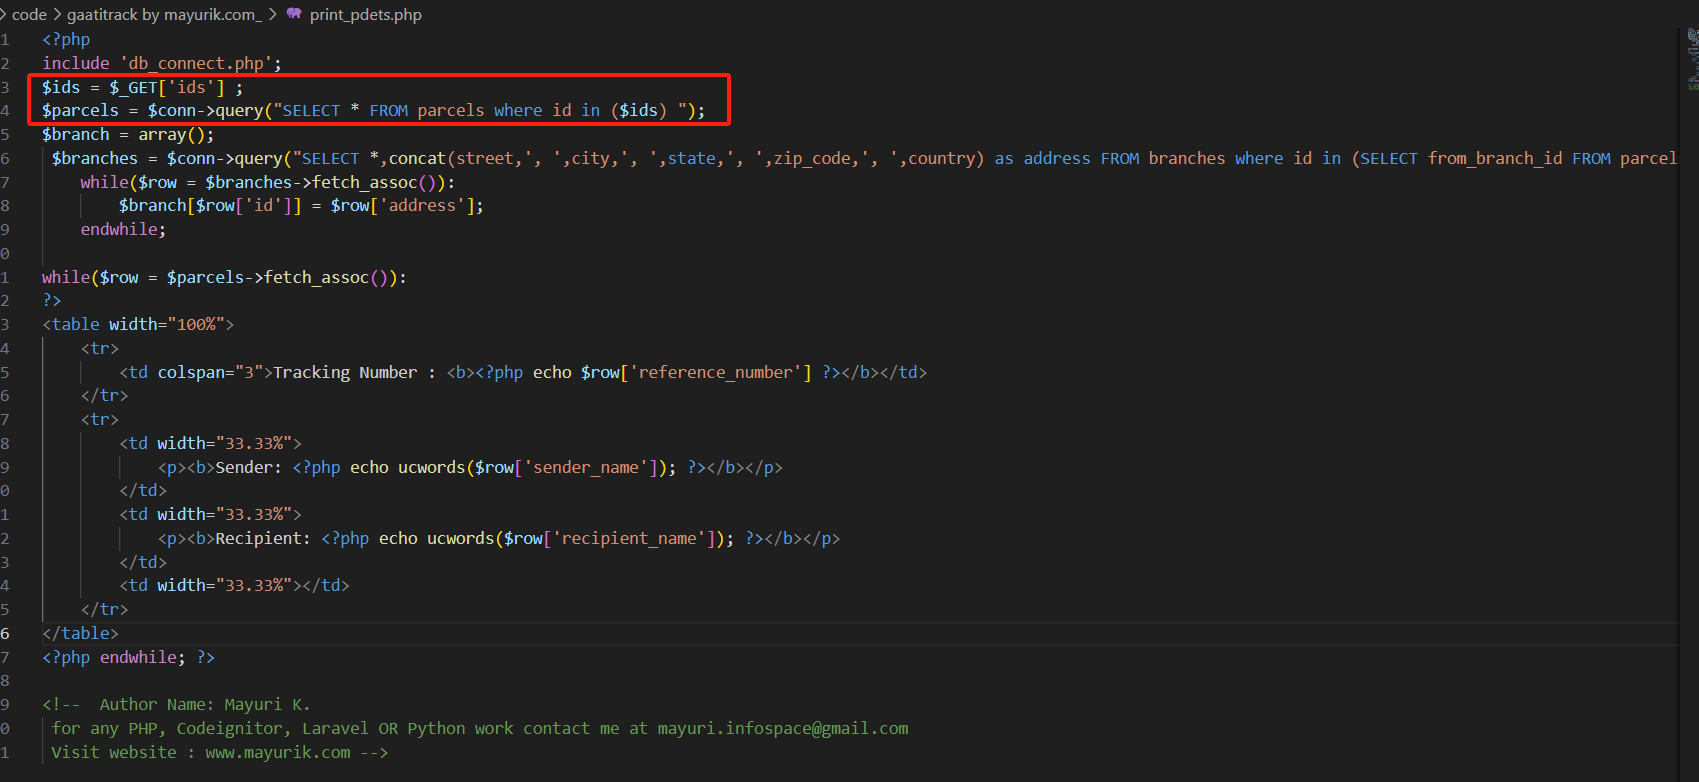 code > gaatitrack by mayurik.com_ > print_pdets.php
1 <?php
2 include 'db_connect.php';
3 $ids = $_GET['ids'] ;
4 $parcels = $conn->query("SELECT * FROM parcels where id in ($ids) ");
5 $branch = array();
6 $branches = $conn->query("SELECT *,concat(street,', ',city,', ',state,', ',zip_code,', ',country) as address FROM branches where id in (SELECT from_branch_id FROM parcel
7 while($row = $branches->fetch_assoc()):
8 $branch[$row['id']] = $row['address'];
9 endwhile;
0
1 while($row = $parcels->fetch_assoc()):
2 ?>
3 <table width="100%">
4 <tr>
5 <td colspan="3">Tracking Number : <b><?php echo $row['reference_number'] ?></b></td>
6 </tr>
7 <tr>
8 <td width="33.33%">
9 <p><b>Sender: <?php echo ucwords($row['sender_name']); ?></b></p>
0 </td>
1 <td width="33.33%">
2 <p><b>Recipient: <?php echo ucwords($row['recipient_name']); ?></b></p>
3 </td>
4 <td width="33.33%"></td>
5 </tr>
6 </table>
7 <?php endwhile; ?>
8
9 <!--  Author Name: Mayuri K.
0 for any PHP, Codeignitor, Laravel OR Python work contact me at mayuri.infospace@gmail.com
1 Visit website : www.mayurik.com -->